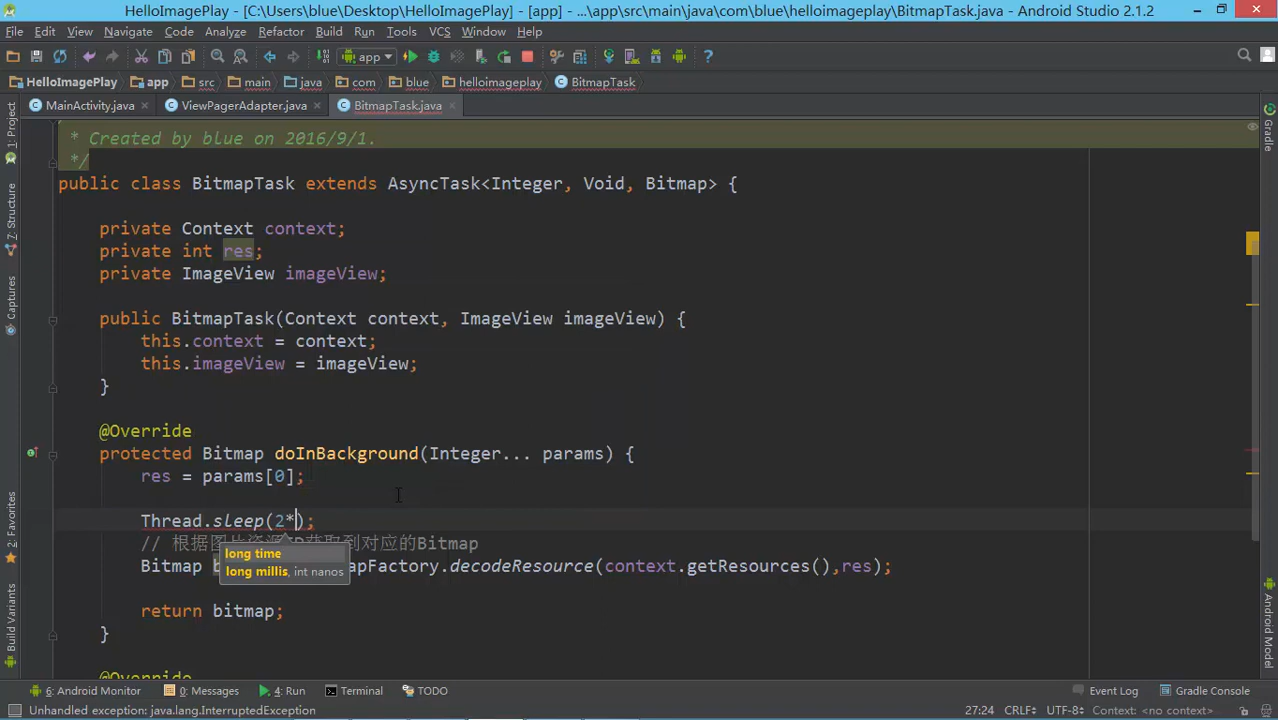 HelloImagePlay - [C:\Users\blue\Desktop\HelloImagePlay] - [app] - ...\app\src\main\java\com\blue\helloimageplay\BitmapTask.java - Android Studio 2.1.2
File Edit View Navigate Code Analyze Refactor Build Run Tools VCS Window Help
app
HelloImagePlay app src main java com blue helloimageplay BitmapTask
MainActivity.java ViewPagerAdapter.java BitmapTask.java
1: Project
7: Structure
Captures
2: Favorites
Build Variants
Gradle
Android Model
* Created by blue on 2016/9/1.
*/
public class BitmapTask extends AsyncTask<Integer, Void, Bitmap> {
private Context context;
private int res;
private ImageView imageView;
public BitmapTask(Context context, ImageView imageView) {
this.context = context;
this.imageView = imageView;
}
@Override
protected Bitmap doInBackground(Integer... params) {
res = params[0];
Thread.sleep(2*);
// 根据图片资源ID获取到对应的Bitmap
long time
long millis, int nanos
Bitmap b pFactory.decodeResource(context.getResources(),res);
return bitmap;
}
@Override
6: Android Monitor 0: Messages 4: Run Terminal TODO Event Log Gradle Console
Unhandled exception: java.lang.InterruptedException 27:24 CRLF UTF-8 Context: <no context>